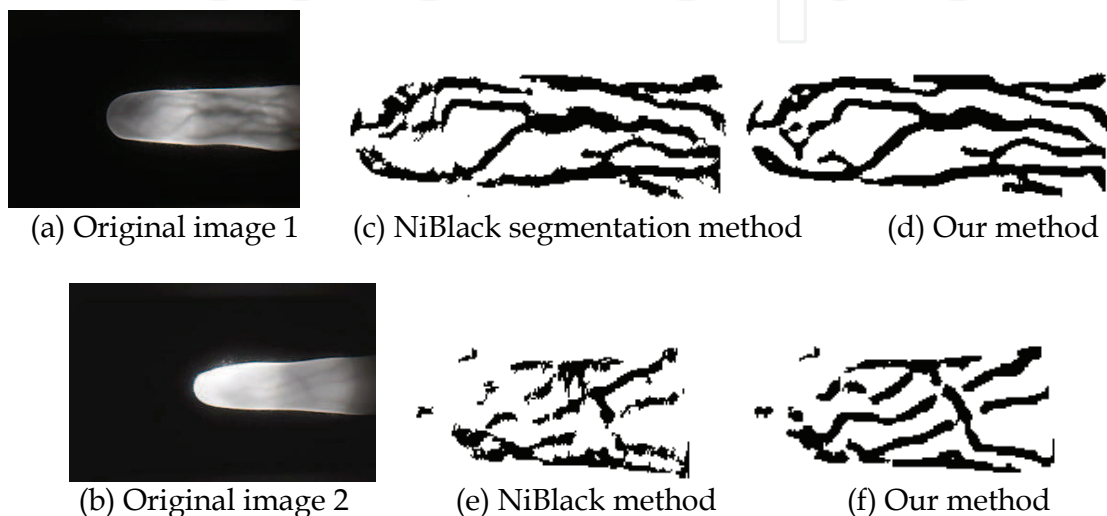 (a) Original image 1 (c) NiBlack segmentation method (d) Our method
(b) Original image 2 (e) NiBlack method (f) Our method